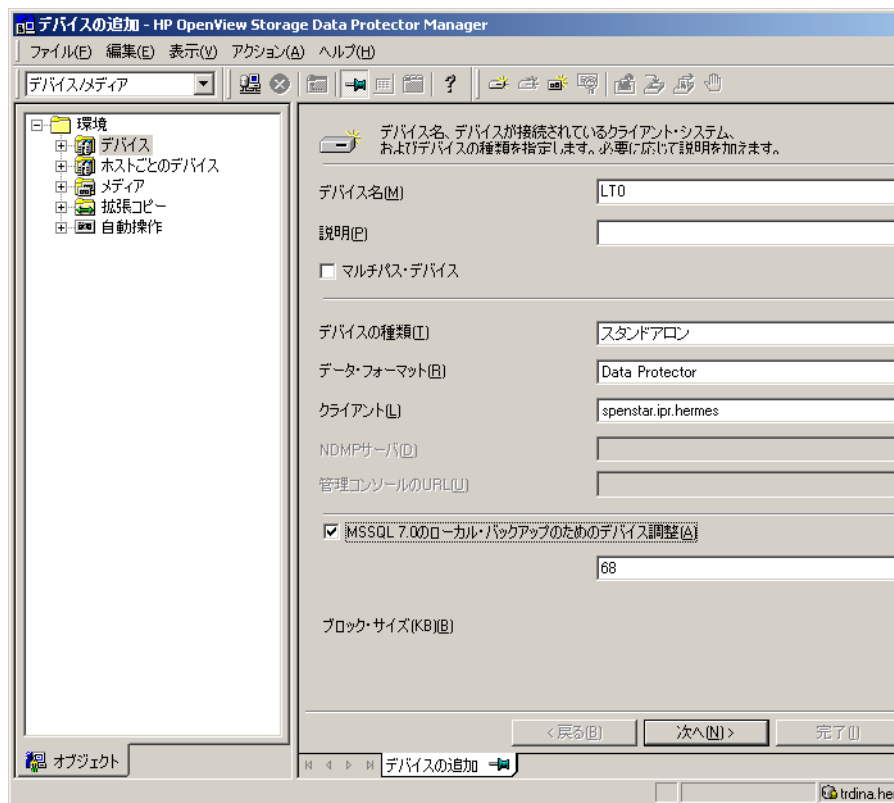 デバイスの追加 - HP OpenView Storage Data Protector Manager
ファイル(F) 編集(E) 表示(V) アクション(A) ヘルプ(H)
デバイス/メディア
環境
デバイス
ホストごとのデバイス
メディア
拡張コピー
自動操作
デバイス名、デバイスが接続されているクライアント・システム、
およびデバイスの種類を指定します。必要に応じて説明を加えます。
デバイス名(M)
LTO
説明(P)
マルチパス・デバイス
デバイスの種類(T)
スタンドアロン
データ・フォーマット(R)
Data Protector
クライアント(L)
spenstar.ipr.hermes
NDMPサーバ(D)
管理コンソールのURL(U)
MSSQL 7.0のローカル・バックアップのためのデバイス調整(A)
68
ブロック・サイズ(KB)(B)
<戻る(B) 次へ(N)> 完了(I)
オブジェクト
デバイスの追加
trdina.he